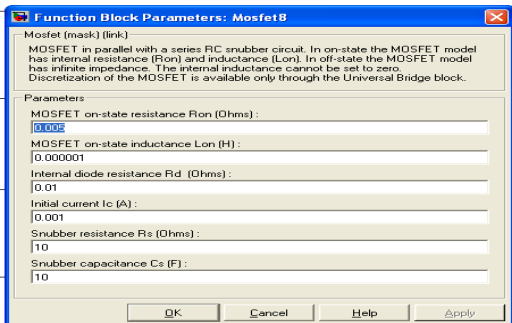 Function Block Parameters: Mosfet8
Mosfet (mask) (link)
MOSFET in parallel with a series RC snubber circuit. In on-state the MOSFET model
has internal resistance (Ron) and inductance (Lon). In off-state the MOSFET model
has infinite impedance. The internal inductance cannot be set to zero.
Discretization of the MOSFET is available only through the Universal Bridge block.
Parameters
MOSFET on-state resistance Ron (Ohms) :
0.005
MOSFET on-state inductance Lon (H) :
0.000001
Internal diode resistance Rd (Ohms) :
0.01
Initial current Ic (A) :
0.001
Snubber resistance Rs (Ohms) :
10
Snubber capacitance Cs (F) :
10
OK Cancel Help Apply